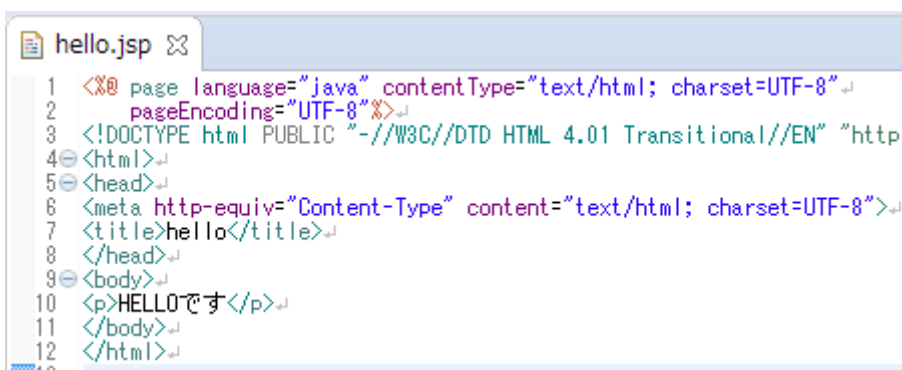 hello.jsp
1 <%@ page language="java" contentType="text/html; charset=UTF-8"
2 pageEncoding="UTF-8"%>
3 <!DOCTYPE html PUBLIC "-//W3C//DTD HTML 4.01 Transitional//EN" "http
4 <html>
5 <head>
6 <meta http-equiv="Content-Type" content="text/html; charset=UTF-8">
7 <title>hello</title>
8 </head>
9 <body>
10 <p>HELLOです</p>
11 </body>
12 </html>